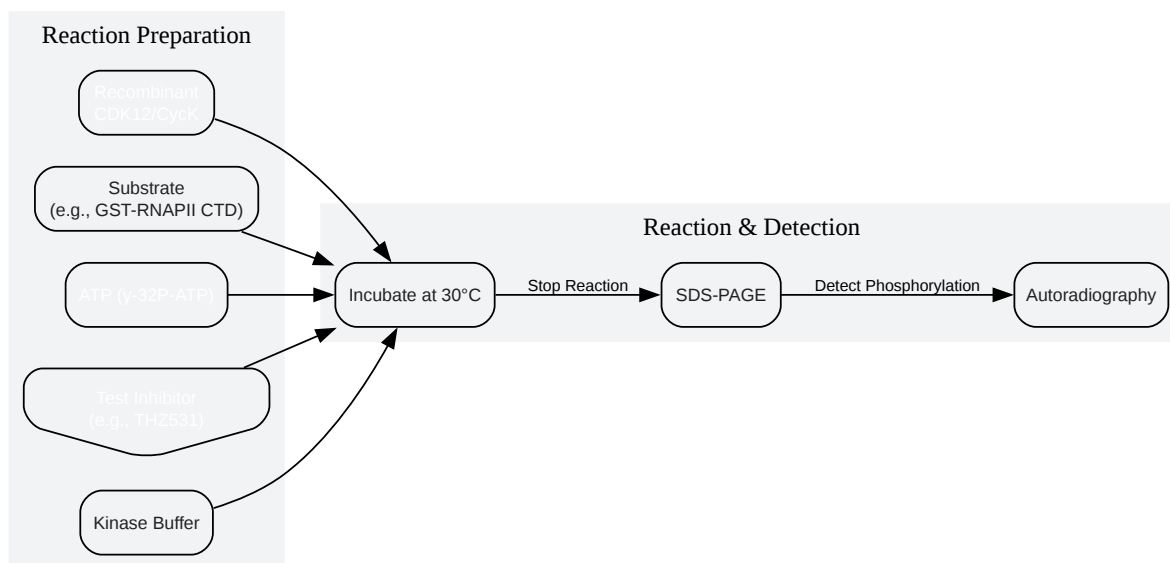 Reaction Preparation
Recombinant
CDK12/CycK
Substrate
(e.g., GST-RNAPII CTD)
ATP (γ-32P-ATP)
Test Inhibitor
(e.g., THZ531)
Kinase Buffer
Reaction & Detection
Incubate at 30°C
Stop Reaction
SDS-PAGE
Detect Phosphorylation
Autoradiography